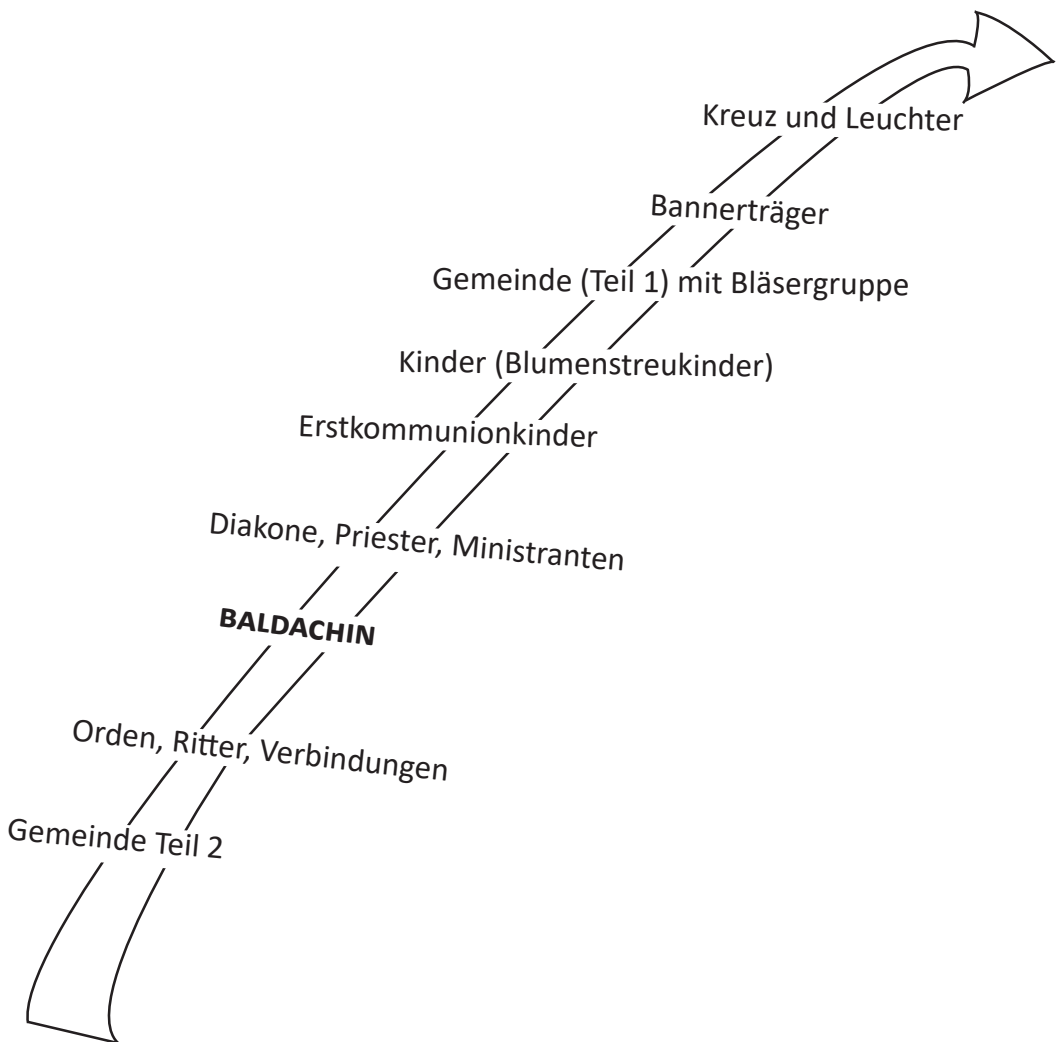 Kreuz und Leuchter
Bannerträger
Gemeinde (Teil 1) mit Bläsergruppe
Kinder (Blumenstreukinder)
Erstkommunionkinder
Diakone, Priester, Ministranten
BALDACHIN
Orden, Ritter, Verbindungen
Gemeinde Teil 2